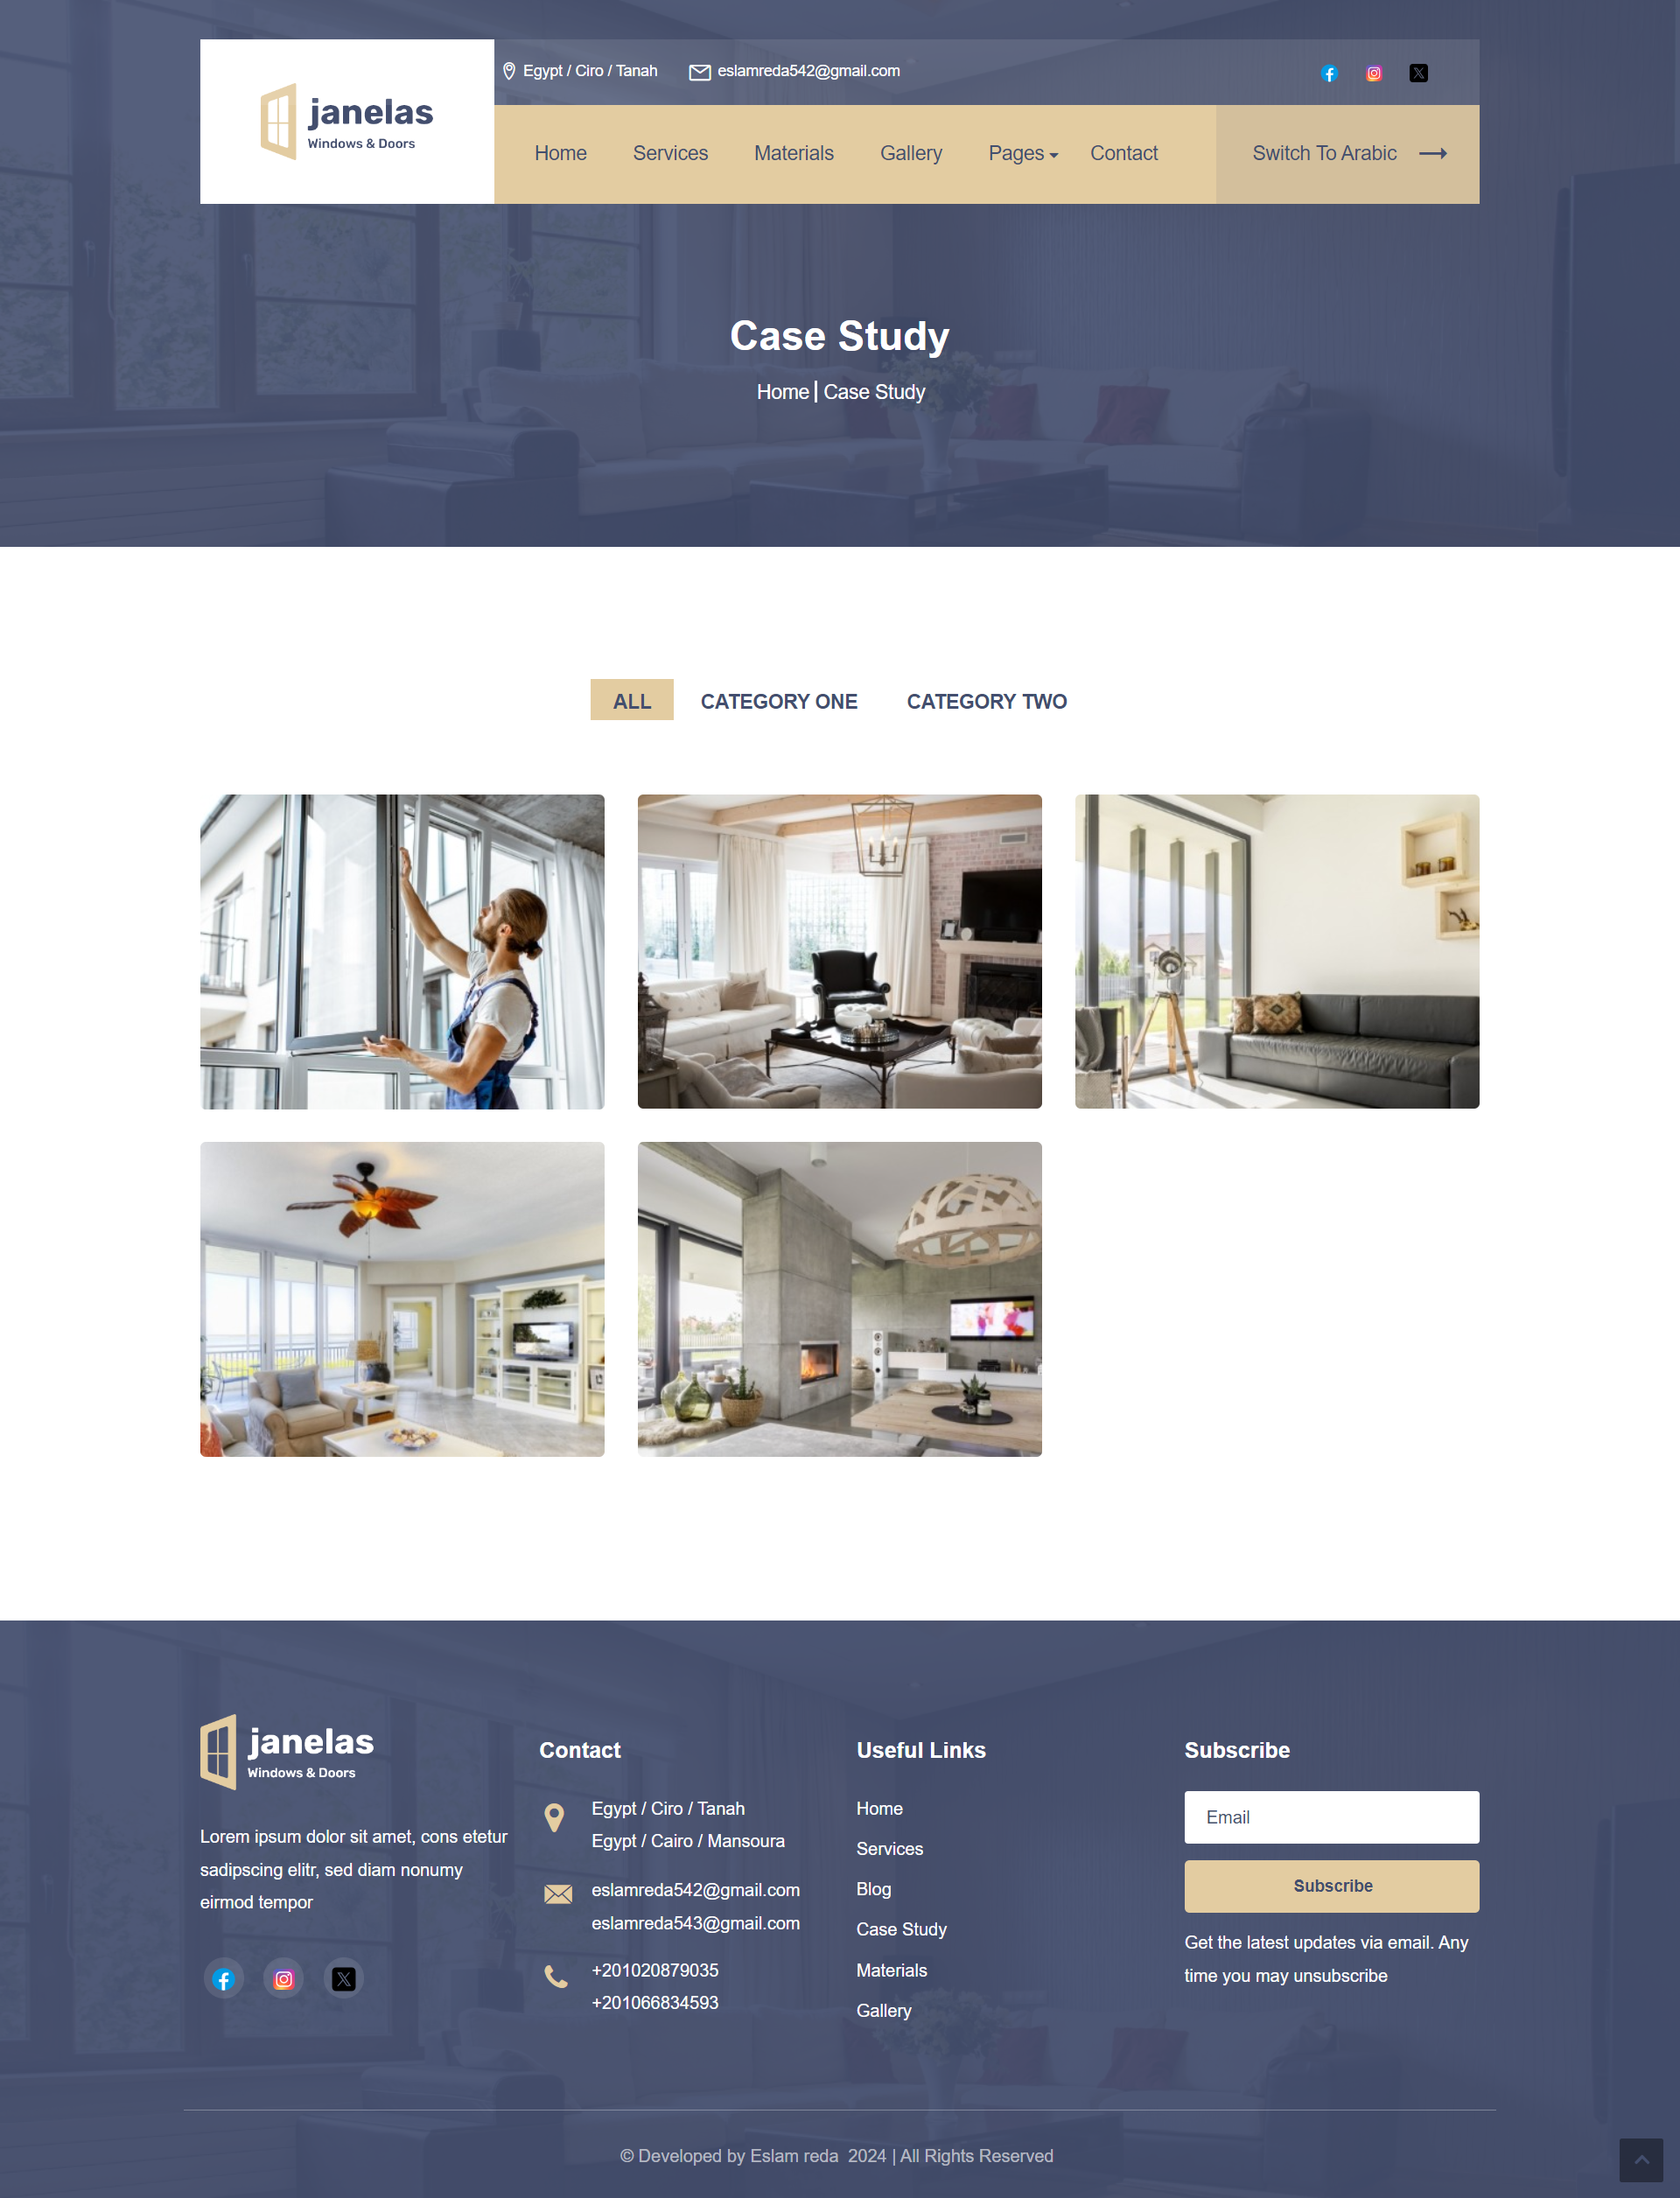 janelas
Windows & Doors
Egypt / Ciro / Tanah
eslamreda542@gmail.com
Home
Services
Materials
Gallery
Pages
Contact
Switch To Arabic
Case Study
Home | Case Study
ALL
CATEGORY ONE
CATEGORY TWO
janelas
Windows & Doors
Lorem ipsum dolor sit amet, cons etetur
sadipscing elitr, sed diam nonumy
eirmod tempor
Contact
Egypt / Ciro / Tanah
Egypt / Cairo / Mansoura
eslamreda542@gmail.com
eslamreda543@gmail.com
+201020879035
+201066834593
Useful Links
Home
Services
Blog
Case Study
Materials
Gallery
Subscribe
Email
Subscribe
Get the latest updates via email. Any
time you may unsubscribe
© Developed by Eslam reda 2024 | All Rights Reserved